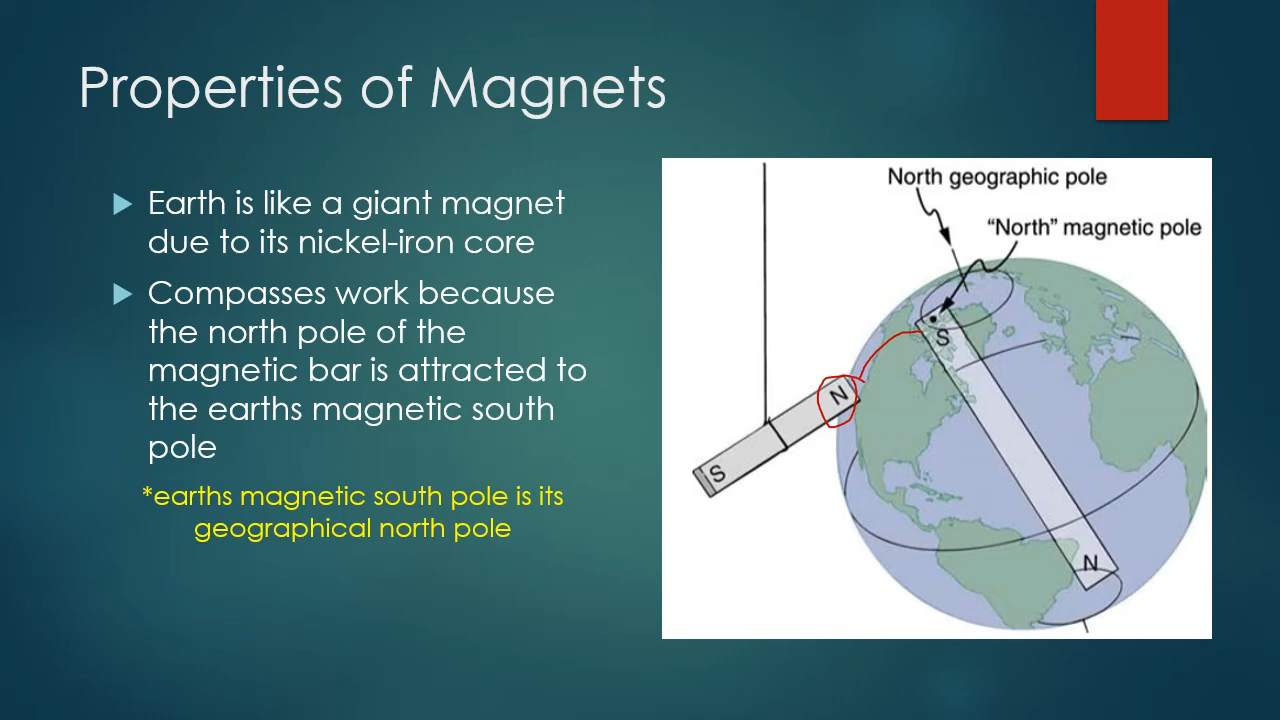 Properties of Magnets
Earth is like a giant magnet
due to its nickel-iron core
Compasses work because
the north pole of the
magnetic bar is attracted to
the earths magnetic south
pole
*earths magnetic south pole is its
geographical north pole
North geographic pole
“North” magnetic pole
S
N
S
N